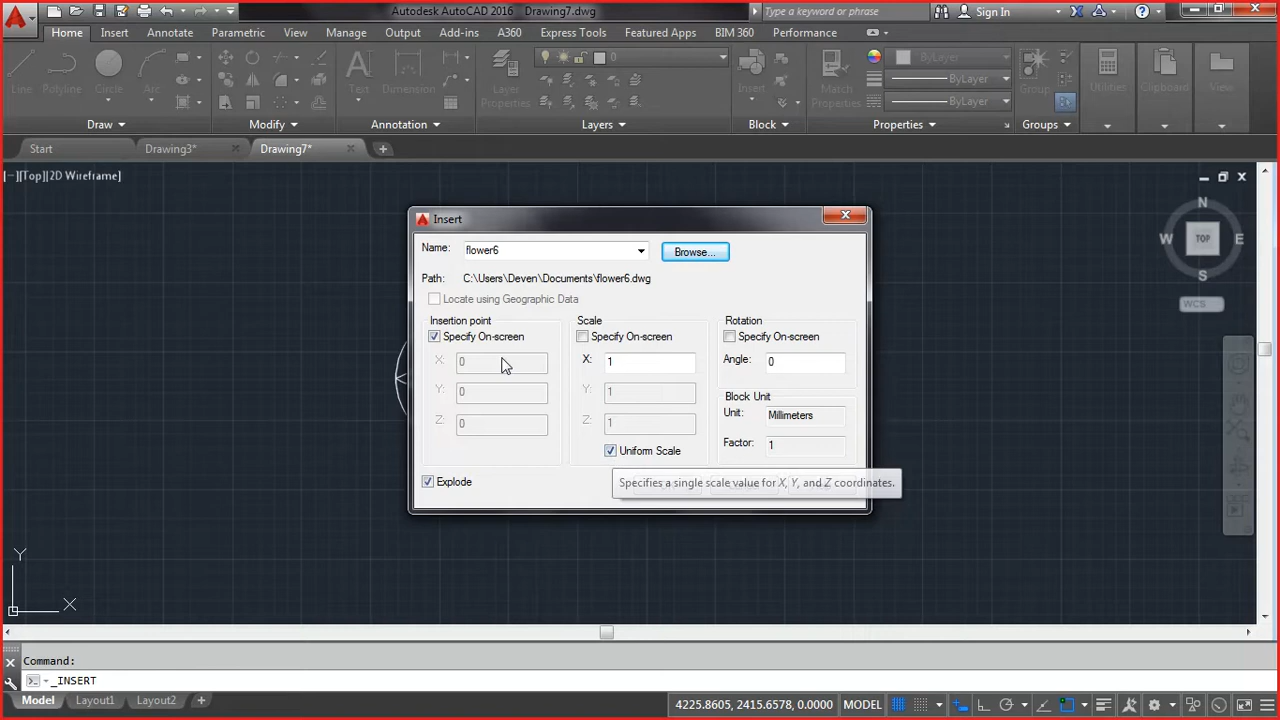 Autodesk AutoCAD 2016 Drawing7.dwg
Type a keyword or phrase
Sign In
Home Insert Annotate Parametric View Manage Output Add-ins A360 Express Tools Featured Apps BIM 360 Performance
Line Polyline Circle Arc
Text Dimension
Layer Properties
0
Insert
Match Properties
ByLayer
ByLayer
ByLayer
Group
Utilities
Clipboard
View
Draw Modify Annotation Layers Block Properties Groups
Start Drawing3* Drawing7*
[−][Top][2D Wireframe]
N
W TOP E
S
WCS
Insert
Name: flower6 Browse...
Path: C:\Users\Deven\Documents\flower6.dwg
Locate using Geographic Data
Insertion point Scale Rotation
Specify On-screen Specify On-screen Specify On-screen
X: 0 X: 1 Angle: 0
Y: 0 Y: 1
Block Unit
Unit: Millimeters
Z: 0 Z: 1
Factor: 1
Uniform Scale
Explode
Specifies a single scale value for X, Y, and Z coordinates.
Y
X
Command:
_INSERT
Model Layout1 Layout2
4225.8605, 2415.6578, 0.0000 MODEL